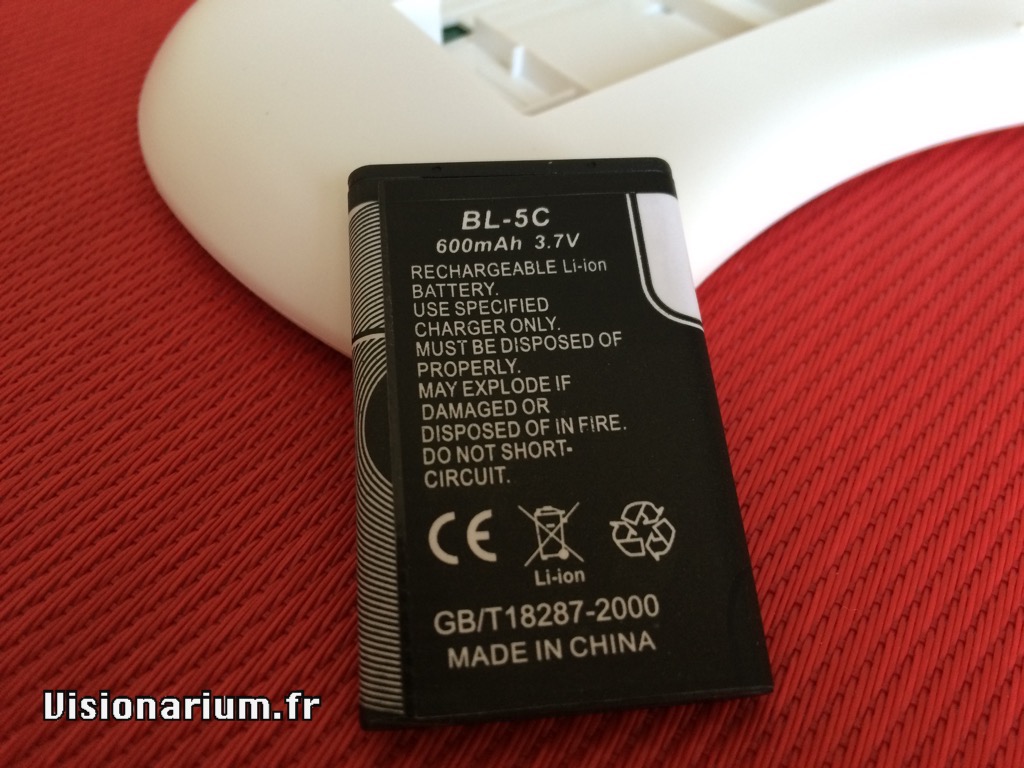 BL-5C
600mAh 3.7V
RECHARGEABLE Li-ion
BATTERY.
USE SPECIFIED
CHARGER ONLY.
MUST BE DISPOSED OF
PROPERLY.
MAY EXPLODE IF
DAMAGED OR
DISPOSED OF IN FIRE.
DO NOT SHORT-
CIRCUIT.
CE
Li-ion
GB/T18287-2000
MADE IN CHINA
Visionarium.fr